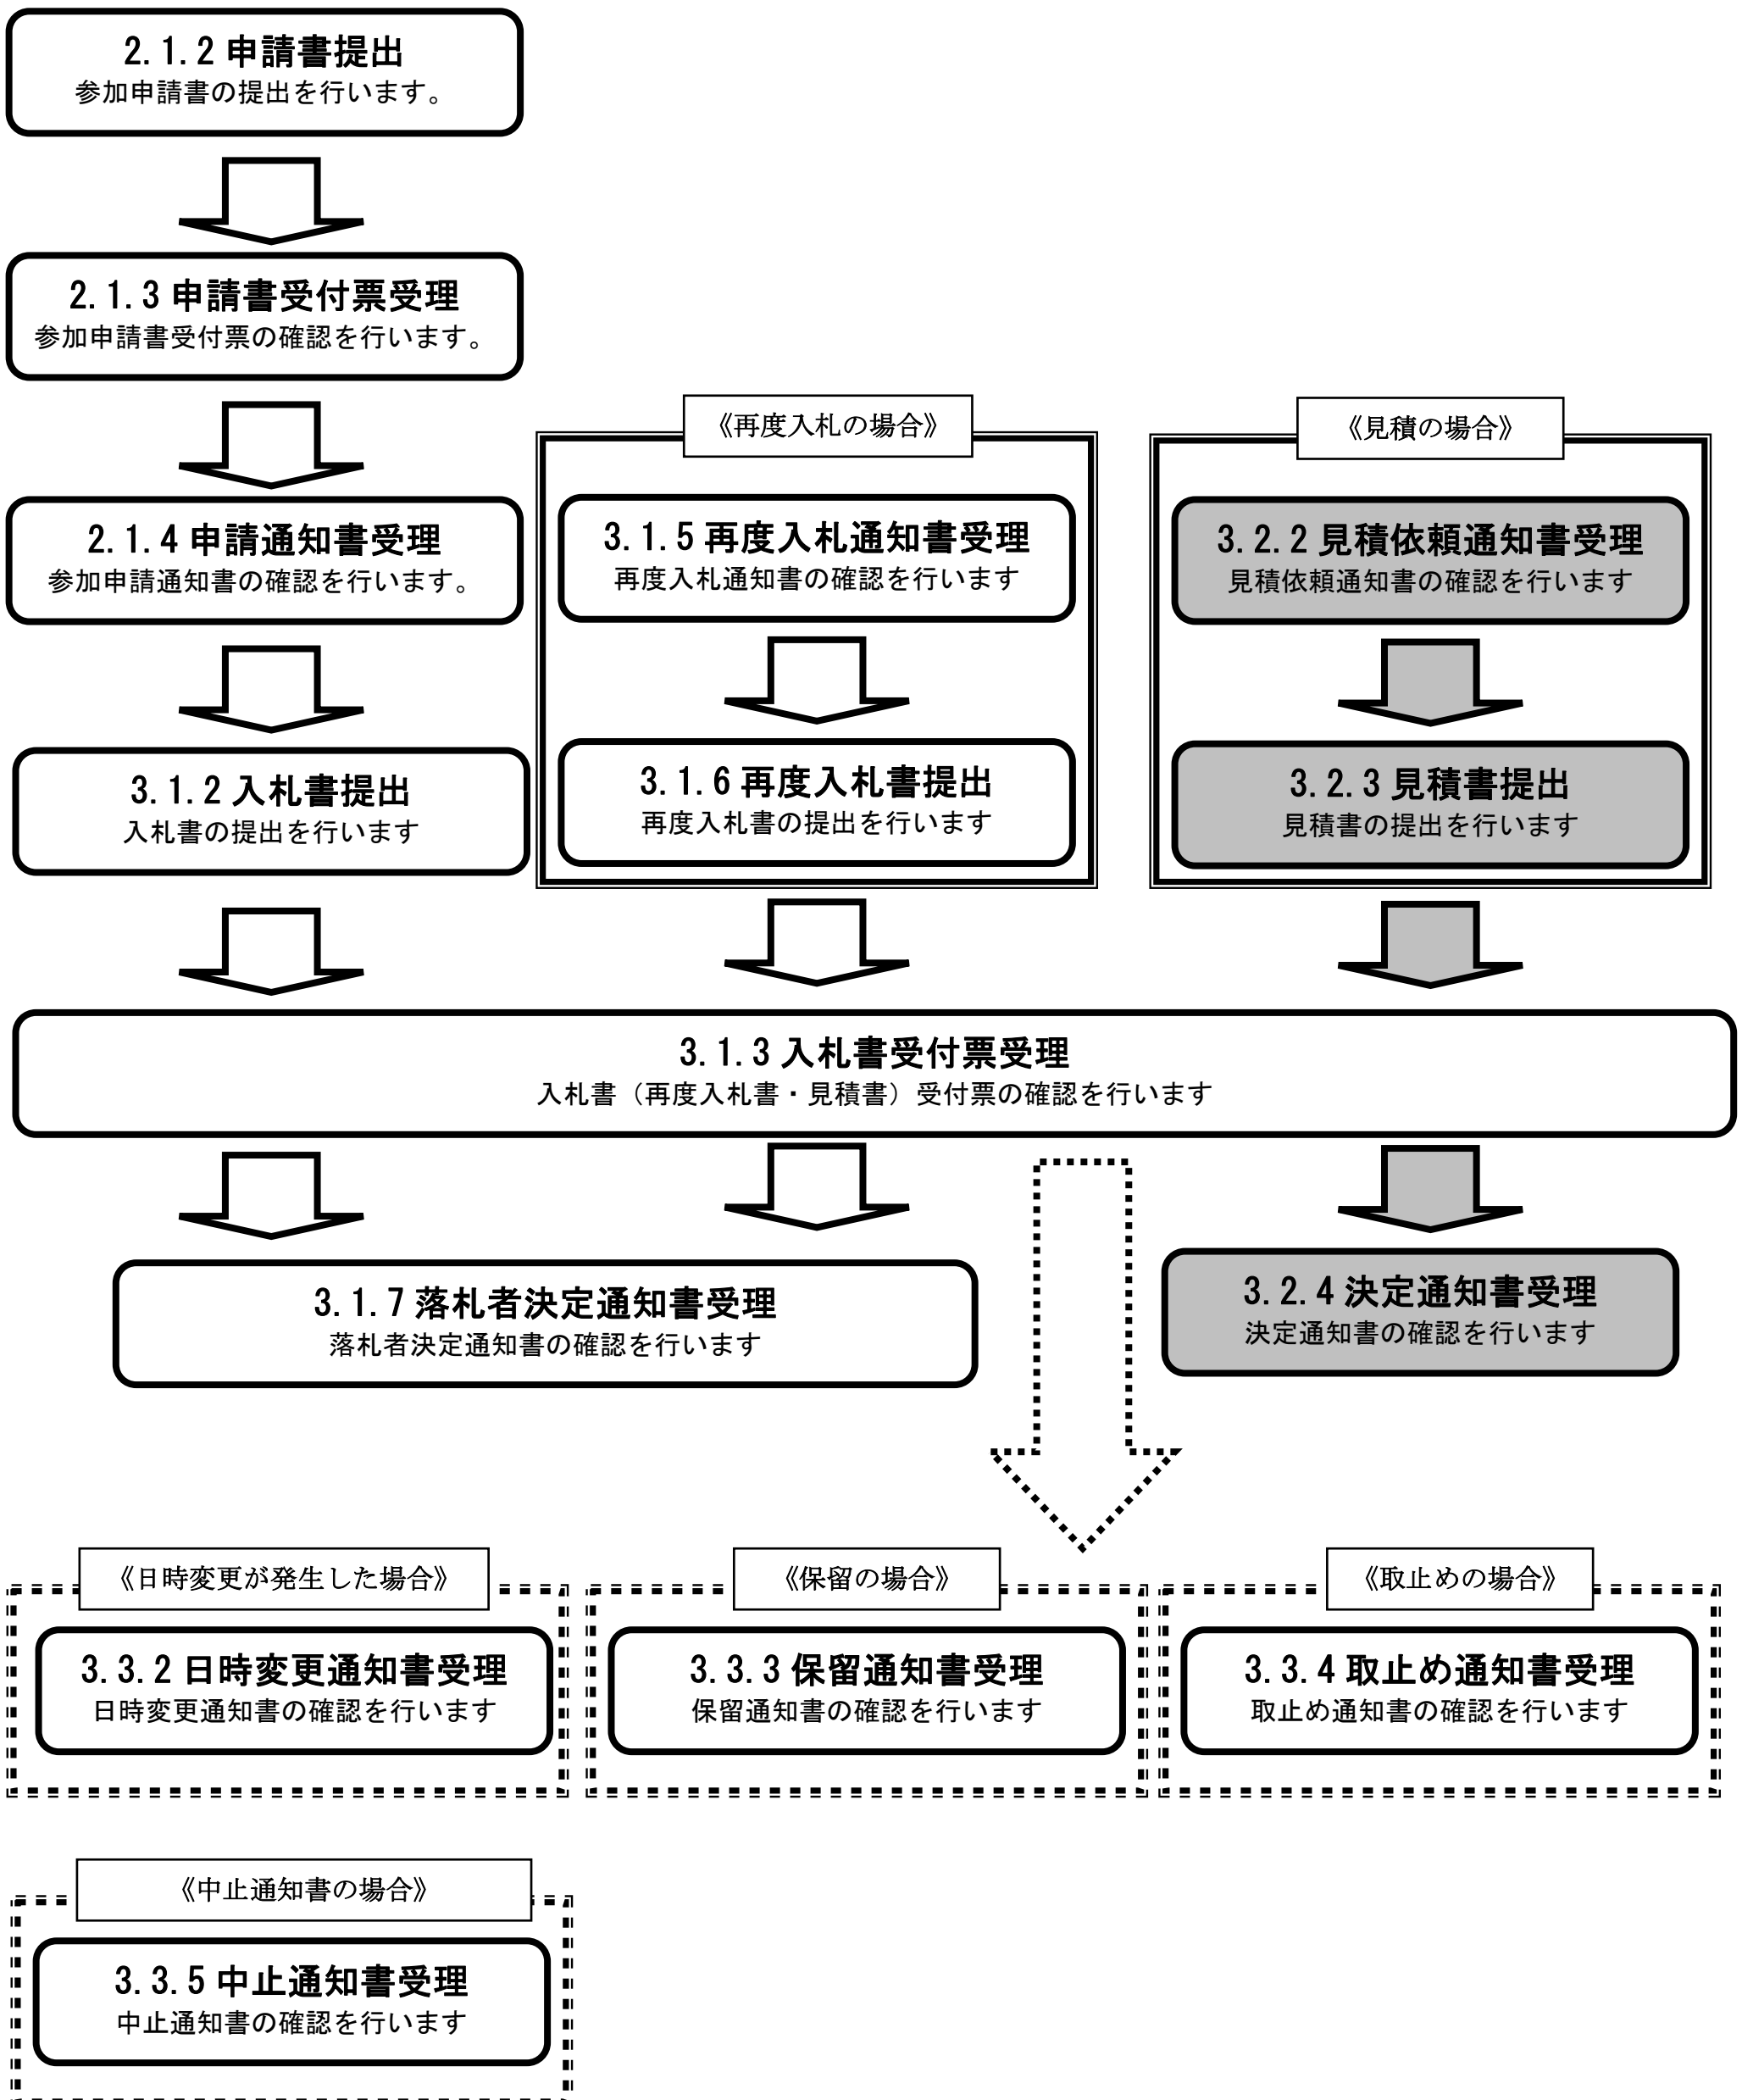 2.1.2 申請書提出
参加申請書の提出を行います。
2.1.3 申請書受付票受理
参加申請書受付票の確認を行います。
2.1.4 申請通知書受理
参加申請通知書の確認を行います。
3.1.2 入札書提出
入札書の提出を行います
《再度入札の場合》
3.1.5 再度入札通知書受理
再度入札通知書の確認を行います
3.1.6 再度入札書提出
再度入札書の提出を行います
《見積の場合》
3.2.2 見積依頼通知書受理
見積依頼通知書の確認を行います
3.2.3 見積書提出
見積書の提出を行います
3.1.3 入札書受付票受理
入札書（再度入札書・見積書）受付票の確認を行います
3.1.7 落札者決定通知書受理
落札者決定通知書の確認を行います
3.2.4 決定通知書受理
決定通知書の確認を行います
《日時変更が発生した場合》
3.3.2 日時変更通知書受理
日時変更通知書の確認を行います
《保留の場合》
3.3.3 保留通知書受理
保留通知書の確認を行います
《取止めの場合》
3.3.4 取止め通知書受理
取止め通知書の確認を行います
《中止通知書の場合》
3.3.5 中止通知書受理
中止通知書の確認を行います